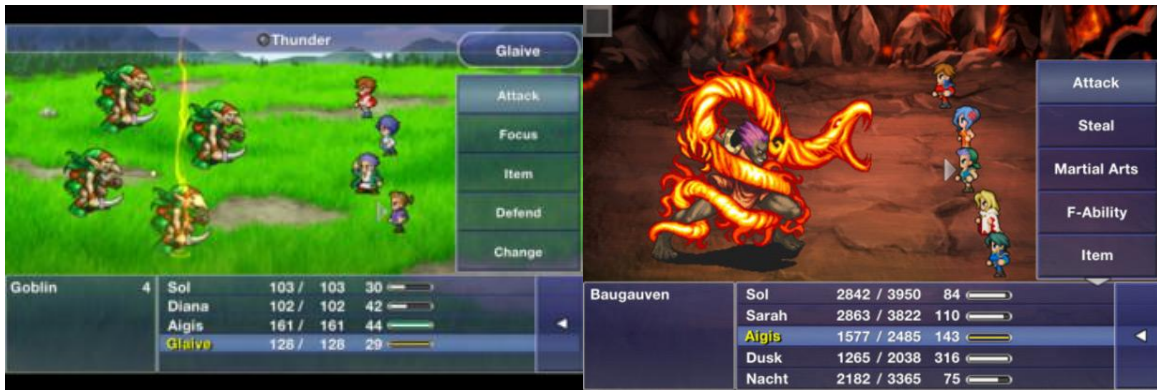 Thunder
Glaive
Attack
Focus
Item
Defend
Change
Goblin 4
Sol 103 / 103 30
Diana 102 / 102 42
Aigis 161 / 161 44
Glaive 128 / 128 29
Attack
Steal
Martial Arts
F-Ability
Item
Baugauven
Sol 2842 / 3950 84
Sarah 2863 / 3822 110
Aigis 1577 / 2485 143
Dusk 1265 / 2038 316
Nacht 2182 / 3365 75